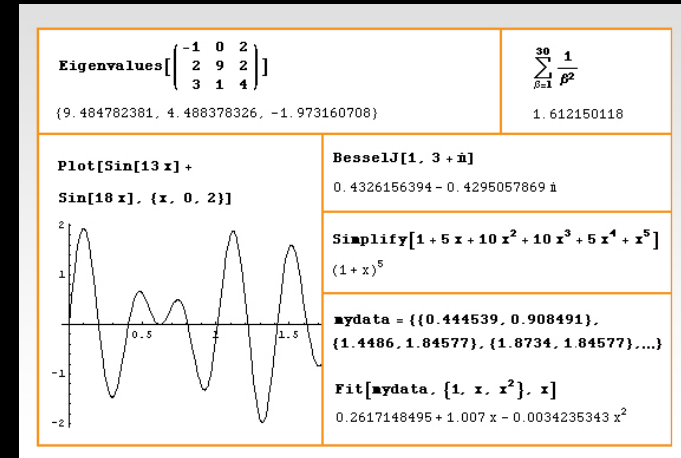 Eigenvalues[(-1 0 2
2 9 2
3 1 4)]
{9.484782381, 4.488378326, -1.973160708}
30
∑ 1/β²
β=1
1.612150118
Plot[Sin[13 x] +
Sin[18 x], {x, 0, 2}]
2
1
0.5 1 1.5
-1
-2
BesselJ[1, 3 + ⅈ]
0.4326156394 - 0.4295057869 ⅈ
Simplify[1 + 5 x + 10 x² + 10 x³ + 5 x⁴ + x⁵]
(1 + x)⁵
mydata = {{0.444539, 0.908491},
{1.4486, 1.84577}, {1.8734, 1.84577},...}
Fit[mydata, {1, x, x²}, x]
0.2617148495 + 1.007 x - 0.0034235343 x²